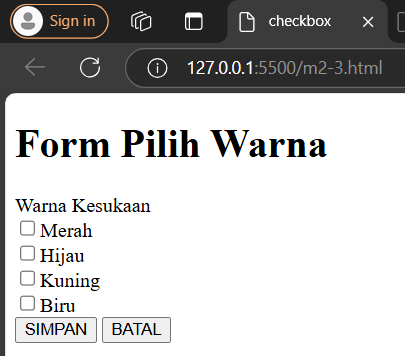 Sign in
checkbox
127.0.0.1:5500/m2-3.html
Form Pilih Warna
Warna Kesukaan
Merah
Hijau
Kuning
Biru
SIMPAN BATAL